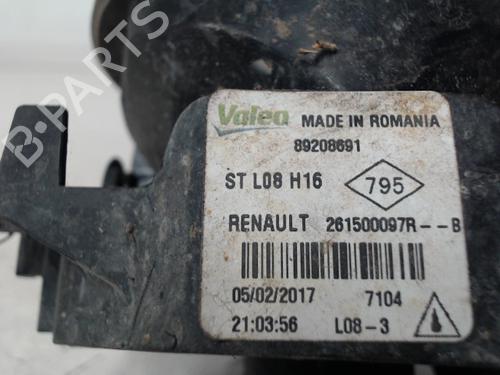 B-PARTS
Valeo MADE IN ROMANIA
89208691
ST L08 H16 795
RENAULT 261500097R--B
05/02/2017 7104
21:03:56 L08-3